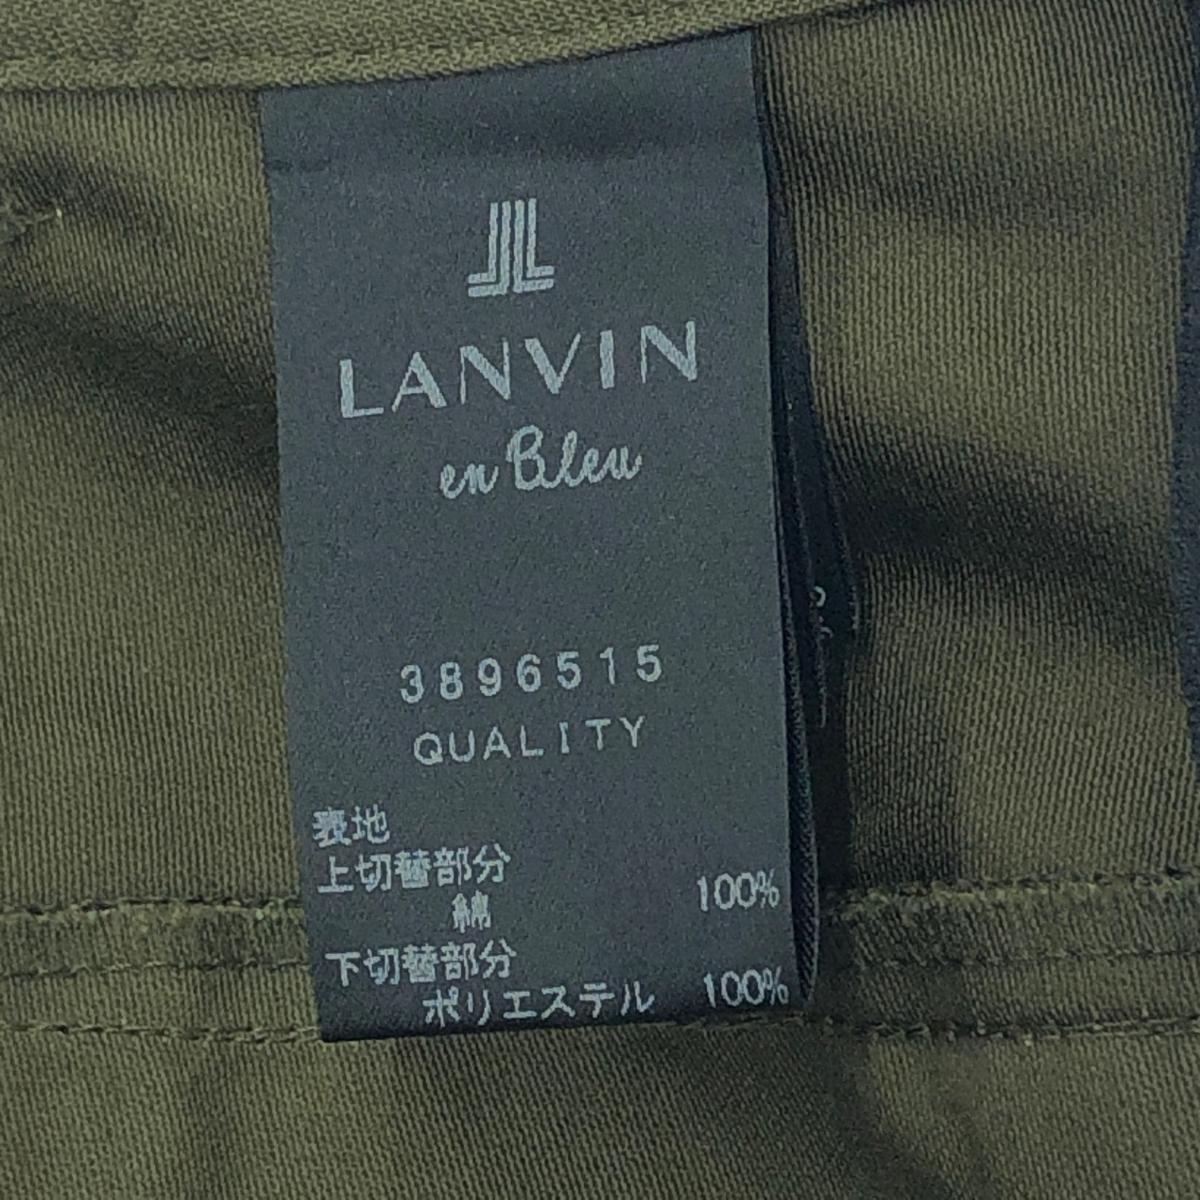 LANVIN
en Bleu
3896515
QUALITY
表地
上切替部分
綿 100%
下切替部分
ポリエステル 100%